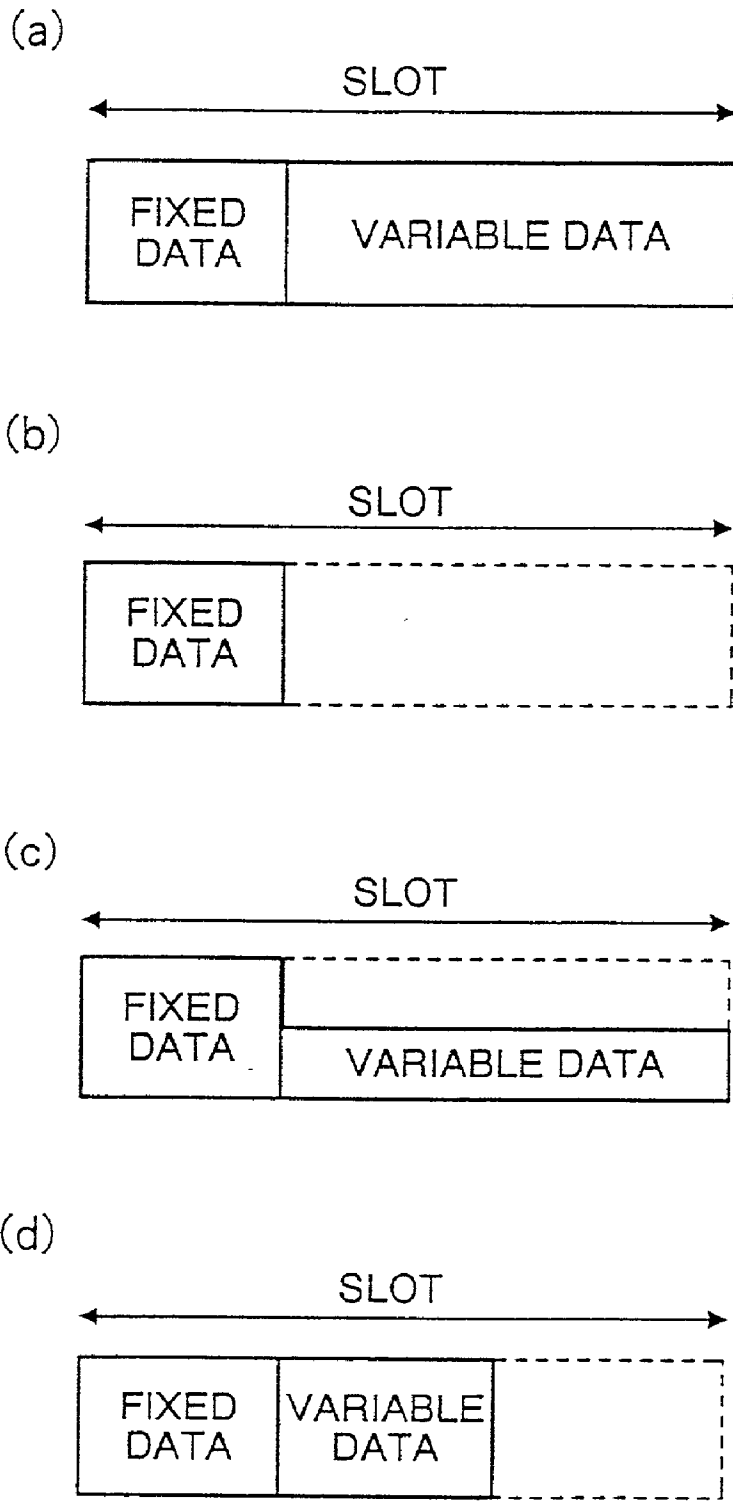 (a)
SLOT
FIXED
DATA
VARIABLE DATA
(b)
SLOT
FIXED
DATA
(c)
SLOT
FIXED
DATA
VARIABLE DATA
(d)
SLOT
FIXED
DATA
VARIABLE
DATA